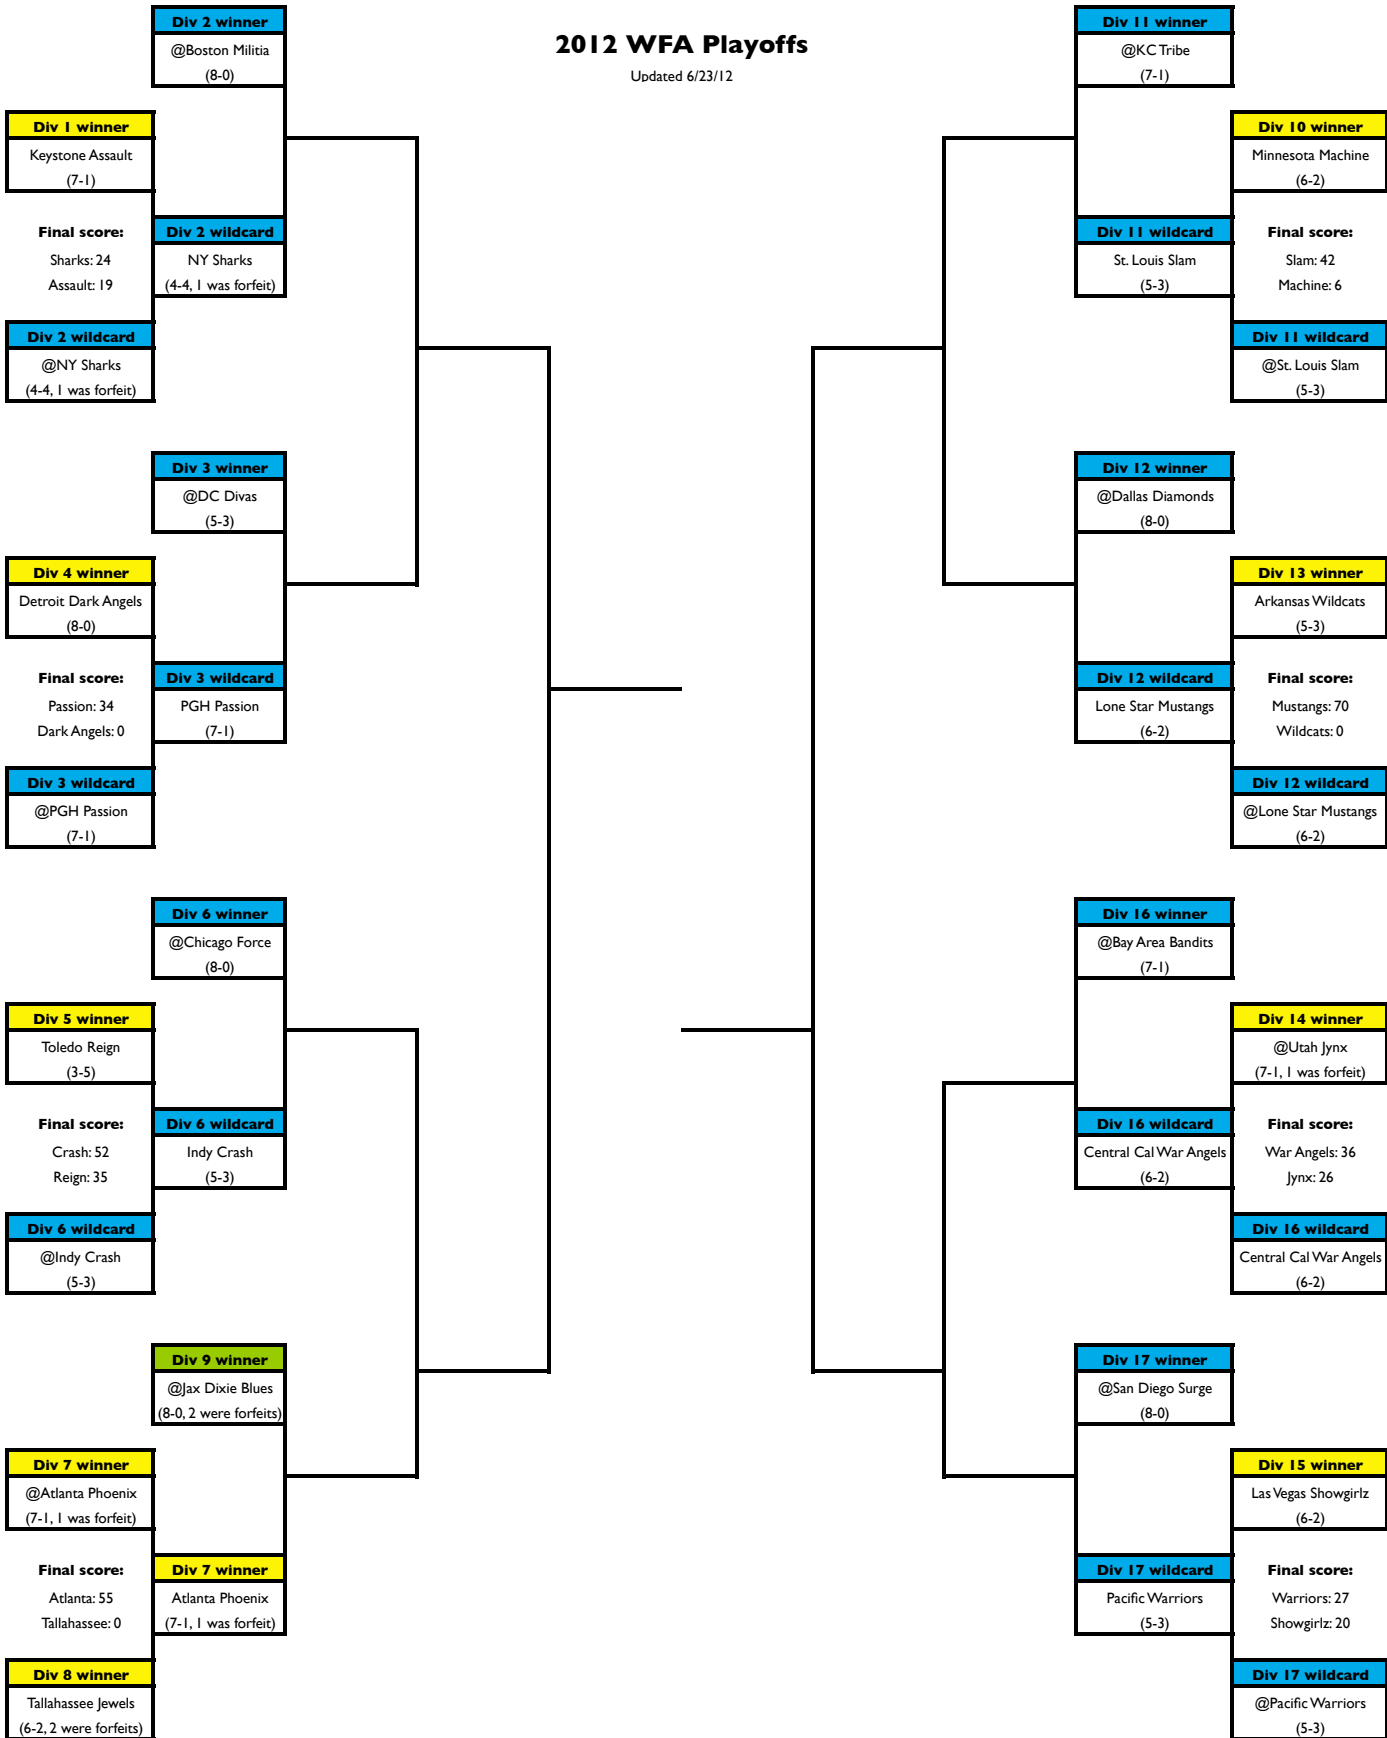 2012 WFA Playoffs
Updated 6/23/12
Div 2 winner
@Boston Militia
(8-0)
Div 1 winner
Keystone Assault
(7-1)
Final score:
Sharks: 24
Assault: 19
Div 2 wildcard
NY Sharks
(4-4, 1 was forfeit)
Div 2 wildcard
@NY Sharks
(4-4, 1 was forfeit)
Div 3 winner
@DC Divas
(5-3)
Div 4 winner
Detroit Dark Angels
(8-0)
Final score:
Passion: 34
Dark Angels: 0
Div 3 wildcard
PGH Passion
(7-1)
Div 3 wildcard
@PGH Passion
(7-1)
Div 6 winner
@Chicago Force
(8-0)
Div 5 winner
Toledo Reign
(3-5)
Final score:
Crash: 52
Reign: 35
Div 6 wildcard
Indy Crash
(5-3)
Div 6 wildcard
@Indy Crash
(5-3)
Div 9 winner
@Jax Dixie Blues
(8-0, 2 were forfeits)
Div 7 winner
@Atlanta Phoenix
(7-1, 1 was forfeit)
Final score:
Atlanta: 55
Tallahassee: 0
Div 7 winner
Atlanta Phoenix
(7-1, 1 was forfeit)
Div 8 winner
Tallahassee Jewels
(6-2, 2 were forfeits)
Div 11 winner
@KC Tribe
(7-1)
Div 10 winner
Minnesota Machine
(6-2)
Div 11 wildcard
St. Louis Slam
(5-3)
Final score:
Slam: 42
Machine: 6
Div 11 wildcard
@St. Louis Slam
(5-3)
Div 12 winner
@Dallas Diamonds
(8-0)
Div 13 winner
Arkansas Wildcats
(5-3)
Div 12 wildcard
Lone Star Mustangs
(6-2)
Final score:
Mustangs: 70
Wildcats: 0
Div 12 wildcard
@Lone Star Mustangs
(6-2)
Div 16 winner
@Bay Area Bandits
(7-1)
Div 14 winner
@Utah Jynx
(7-1, 1 was forfeit)
Div 16 wildcard
Central Cal War Angels
(6-2)
Final score:
War Angels: 36
Jynx: 26
Div 16 wildcard
Central Cal War Angels
(6-2)
Div 17 winner
@San Diego Surge
(8-0)
Div 15 winner
Las Vegas Showgirlz
(6-2)
Div 17 wildcard
Pacific Warriors
(5-3)
Final score:
Warriors: 27
Showgirlz: 20
Div 17 wildcard
@Pacific Warriors
(5-3)